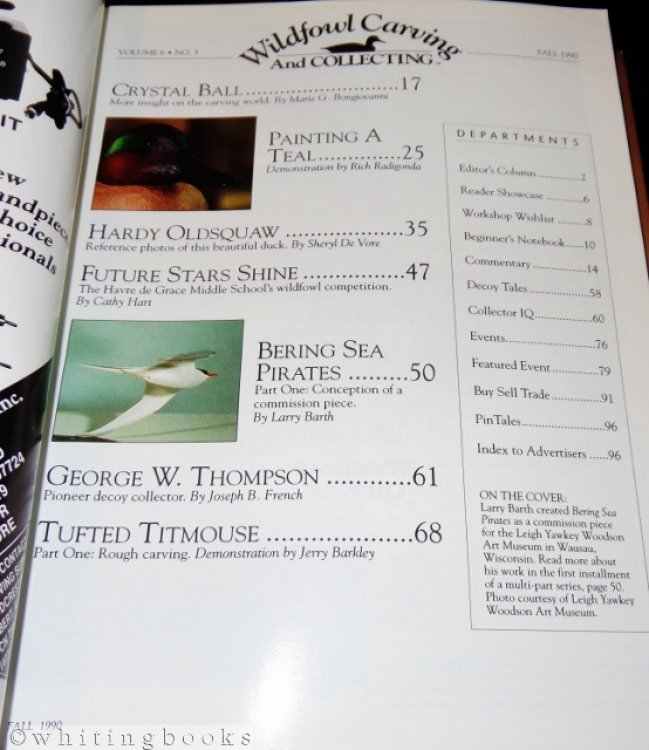 IT
ew
andpiec
hoice
ionals
nc.
7724
VOLUME 6 • NO. 3
Wildfowl Carving
And COLLECTING
FALL 1990
CRYSTAL BALL ..............................17
More insight on the carving world. By Marie G. Bongiovanni
PAINTING A
TEAL..............25
Demonstration by Rich Radigonda
HARDY OLDSQUAW ........................35
Reference photos of this beautiful duck. By Sheryl De Vore
FUTURE STARS SHINE ..................47
The Havre de Grace Middle School's wildfowl competition.
By Cathy Hart
BERING SEA
PIRATES .........50
Part One: Conception of a
commission piece.
By Larry Barth
GEORGE W. THOMPSON ............61
Pioneer decoy collector. By Joseph B. French
TUFTED TITMOUSE .....................68
Part One: Rough carving. Demonstration by Jerry Barkley
DEPARTMENTS
Editor's Column ..............2
Reader Showcase ............6
Workshop Wishlist ..........8
Beginner's Notebook......10
Commentary ................14
Decoy Tales..................58
Collector IQ..................60
Events...........................76
Featured Event .............79
Buy Sell Trade ..............91
PinTales.........................96
Index to Advertisers ......96
ON THE COVER:
Larry Barth created Bering Sea
Pirates as a commission piece
for the Leigh Yawkey Woodson
Art Museum in Wausau,
Wisconsin. Read more about
his work in the first installment
of a multi-part series, page 50.
Photo courtesy of Leigh Yawkey
Woodson Art Museum.
FALL 1990
©whitingbooks